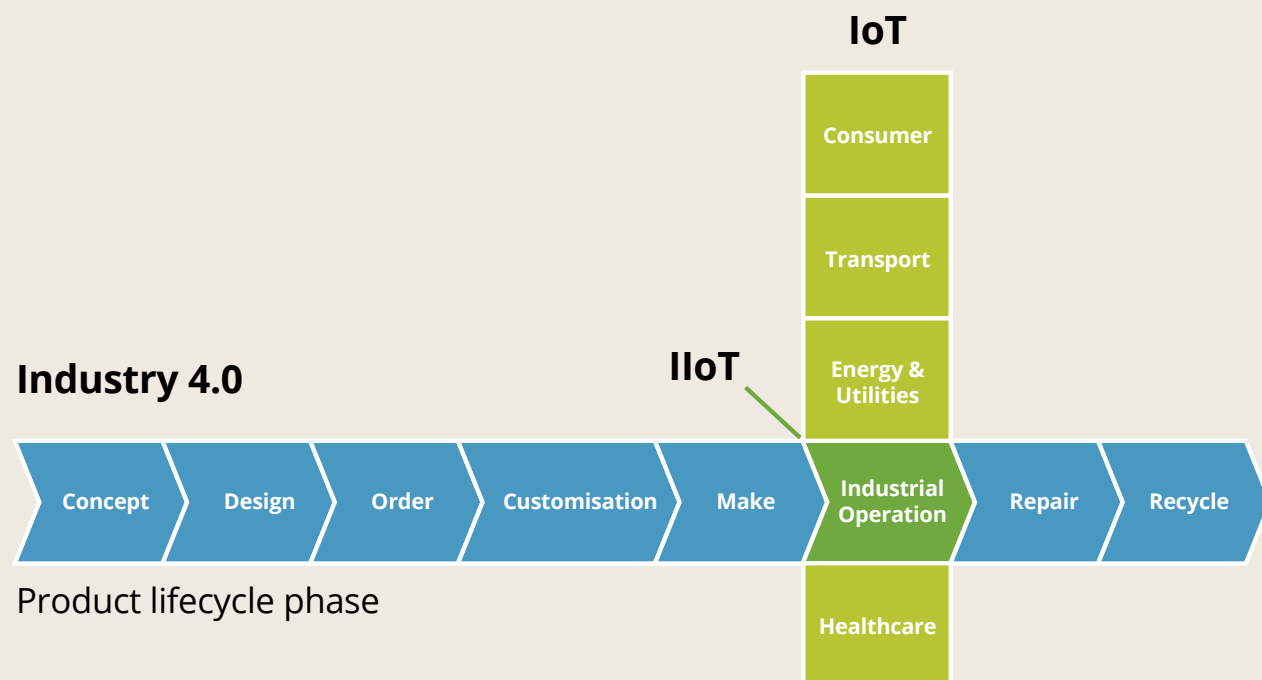 IoT
Consumer
Transport
IIoT
Energy &
Utilities
Industry 4.0
Concept
Design
Order
Customisation
Make
Industrial
Operation
Repair
Recycle
Product lifecycle phase
Healthcare